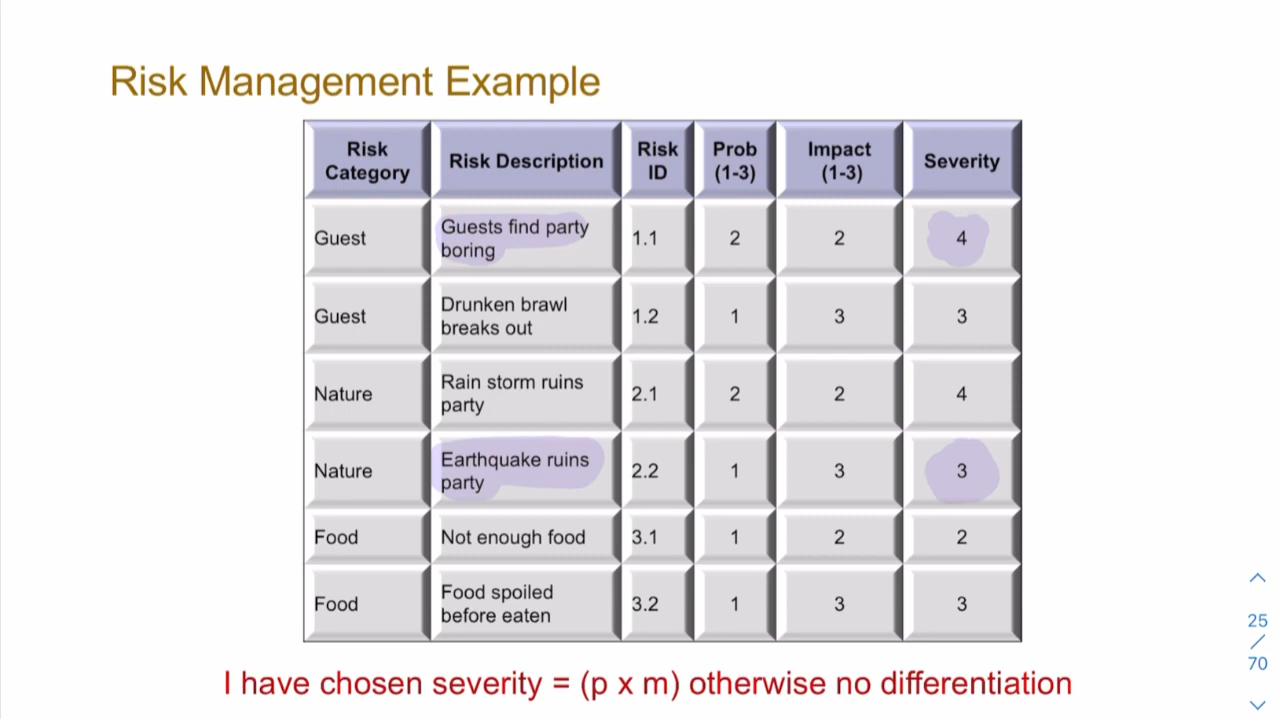 Risk Management Example
Risk
Category
Risk Description
Risk
ID
Prob
(1-3)
Impact
(1-3)
Severity
Guest
Guests find party
boring
1.1
2
2
4
Guest
Drunken brawl
breaks out
1.2
1
3
3
Nature
Rain storm ruins
party
2.1
2
2
4
Nature
Earthquake ruins
party
2.2
1
3
3
Food
Not enough food
3.1
1
2
2
Food
Food spoiled
before eaten
3.2
1
3
3
I have chosen severity = (p x m) otherwise no differentiation
25
/
70